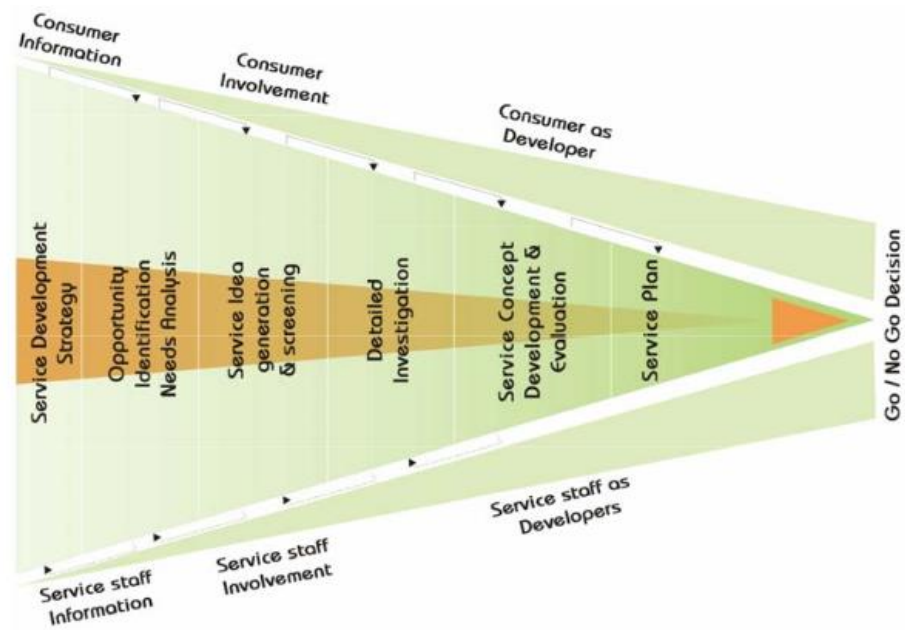 Consumer
Information
Consumer
Involvement
Consumer as
Developer
Service Development
Strategy
Opportunity
Identification
Needs Analysis
Service Idea
generation
& screening
Detailed
Investigation
Service Concept
Development &
Evaluation
Service Plan
Go / No Go Decision
Service staff
Information
Service staff
Involvement
Service staff as
Developers